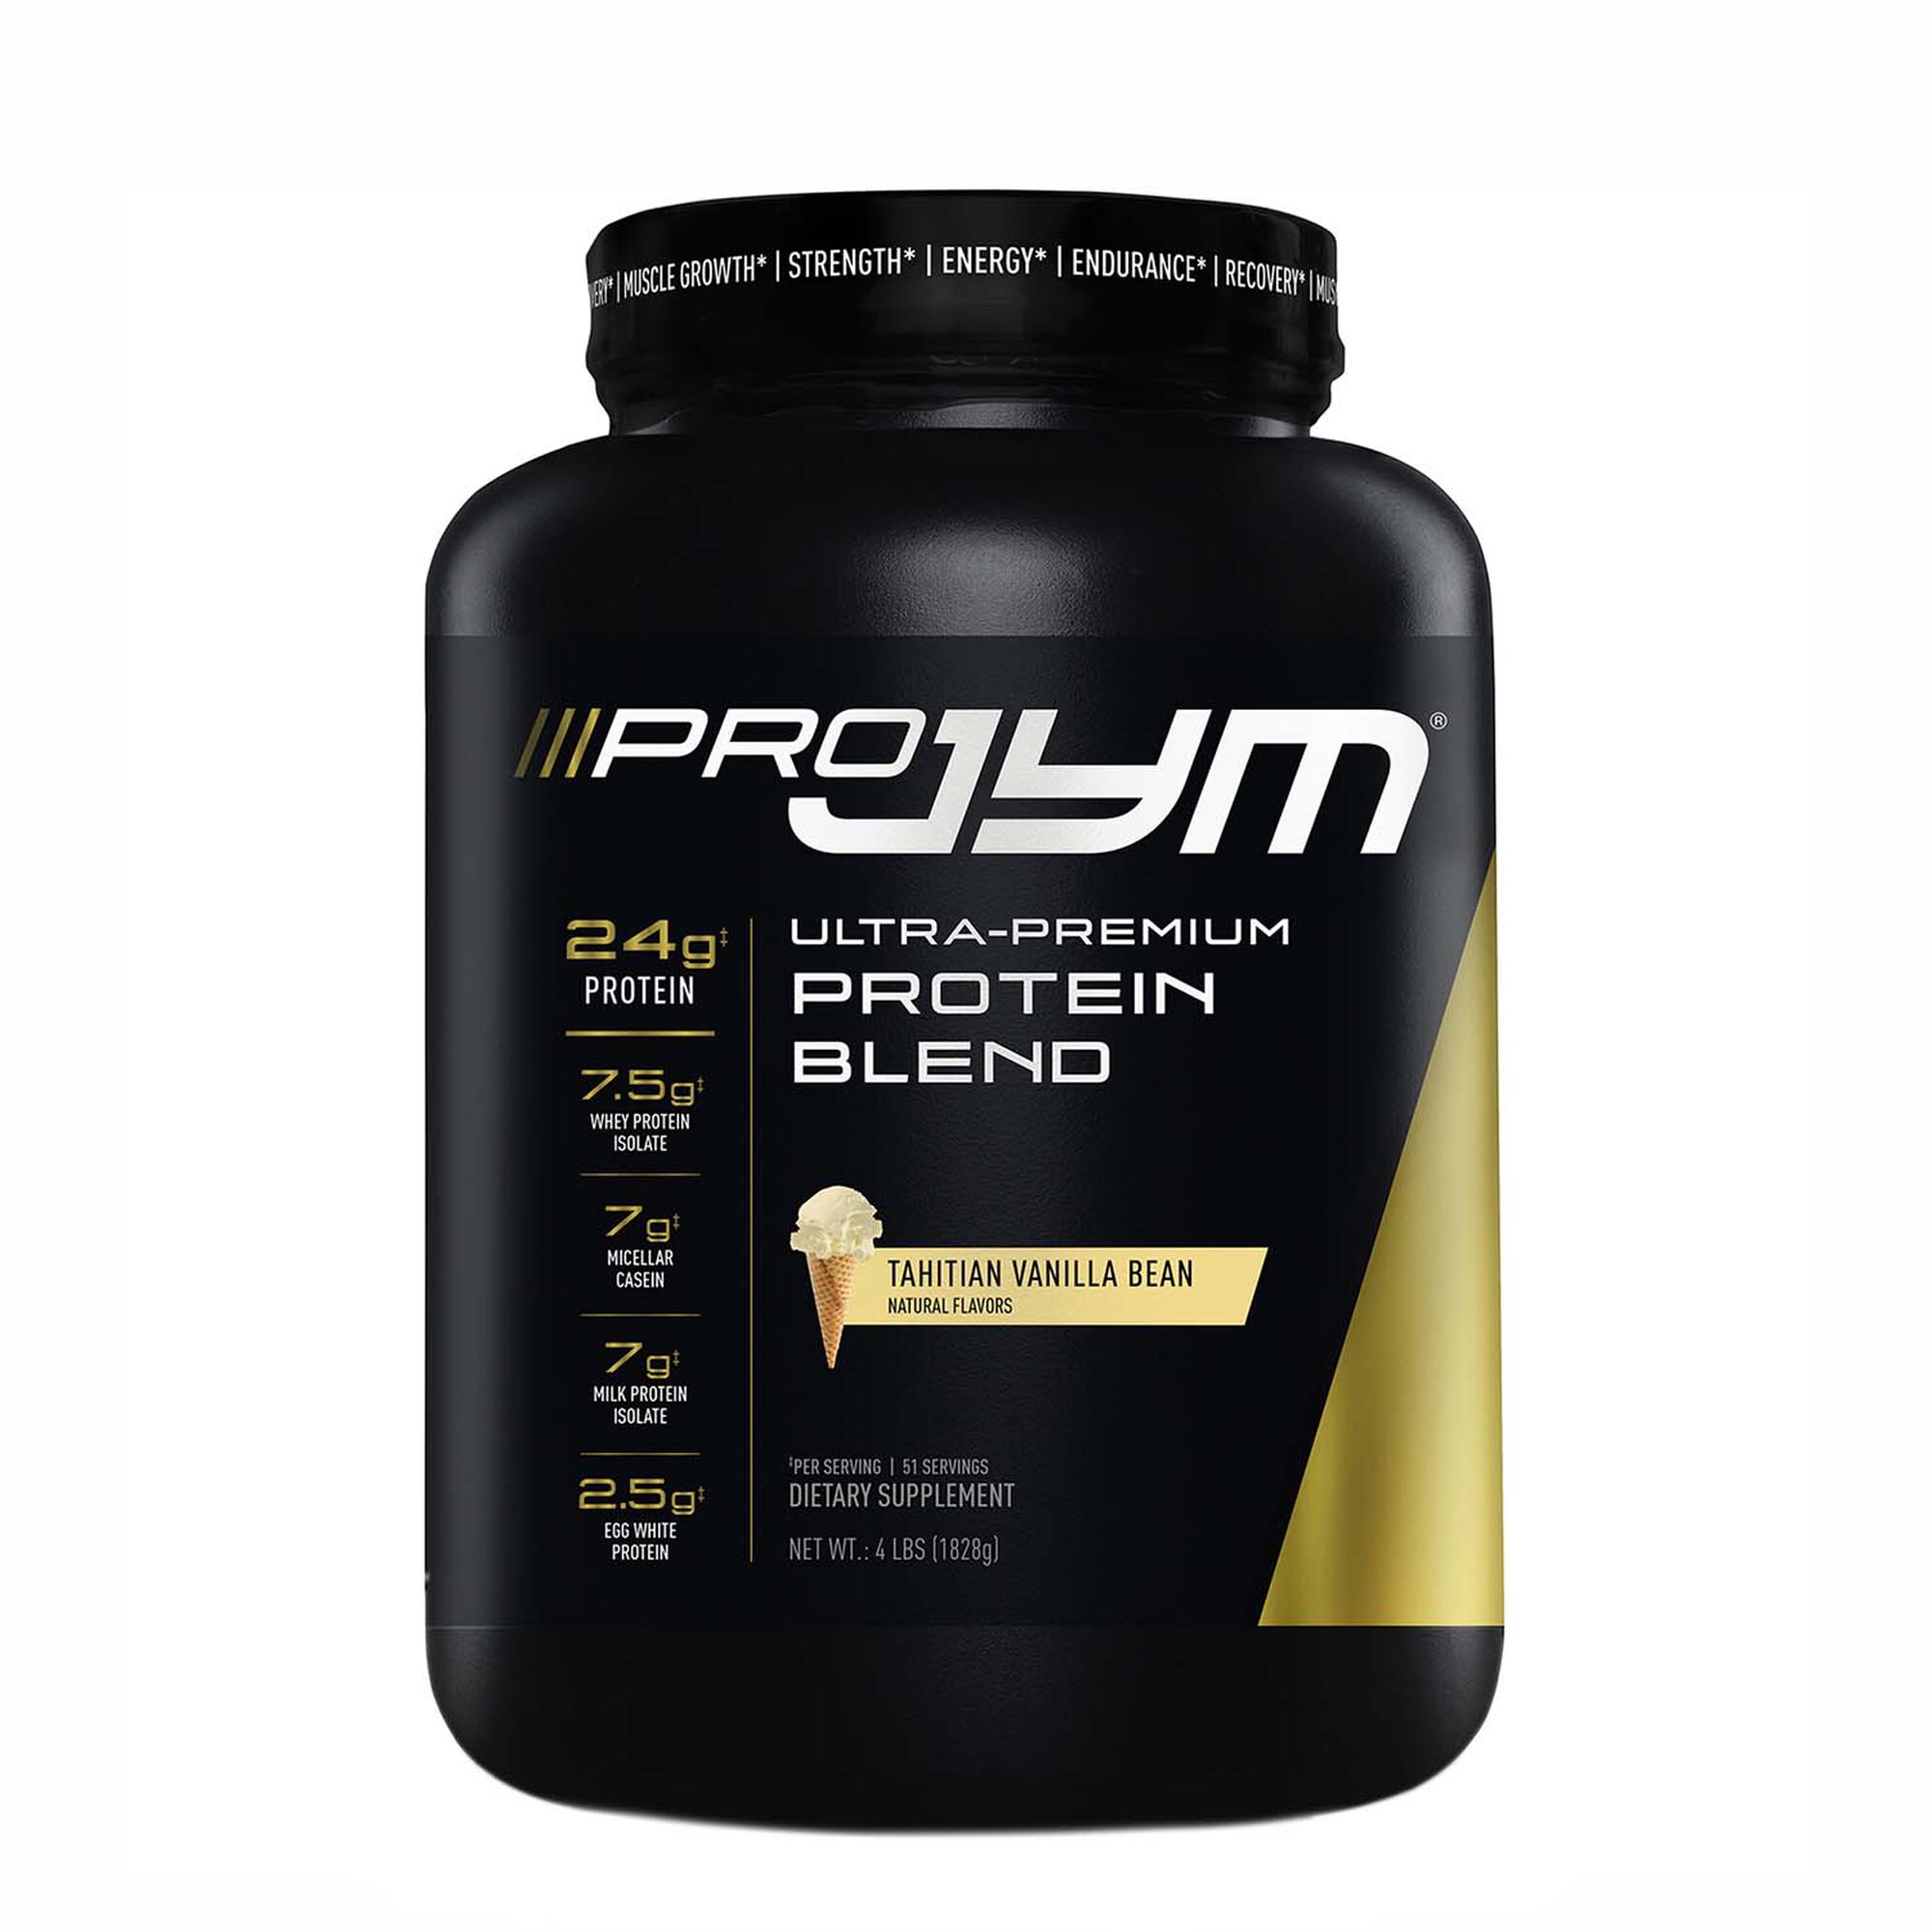 VERY* | MUSCLE GROWTH* | STRENGTH* | ENERGY* | ENDURANCE* | RECOVERY* | MUS
PRO JYM®
24g‡
PROTEIN
7.5g‡
WHEY PROTEIN
ISOLATE
7g‡
MICELLAR
CASEIN
7g‡
MILK PROTEIN
ISOLATE
2.5g‡
EGG WHITE
PROTEIN
ULTRA-PREMIUM
PROTEIN
BLEND
TAHITIAN VANILLA BEAN
NATURAL FLAVORS
‡PER SERVING | 51 SERVINGS
DIETARY SUPPLEMENT
NET WT.: 4 LBS (1828g)